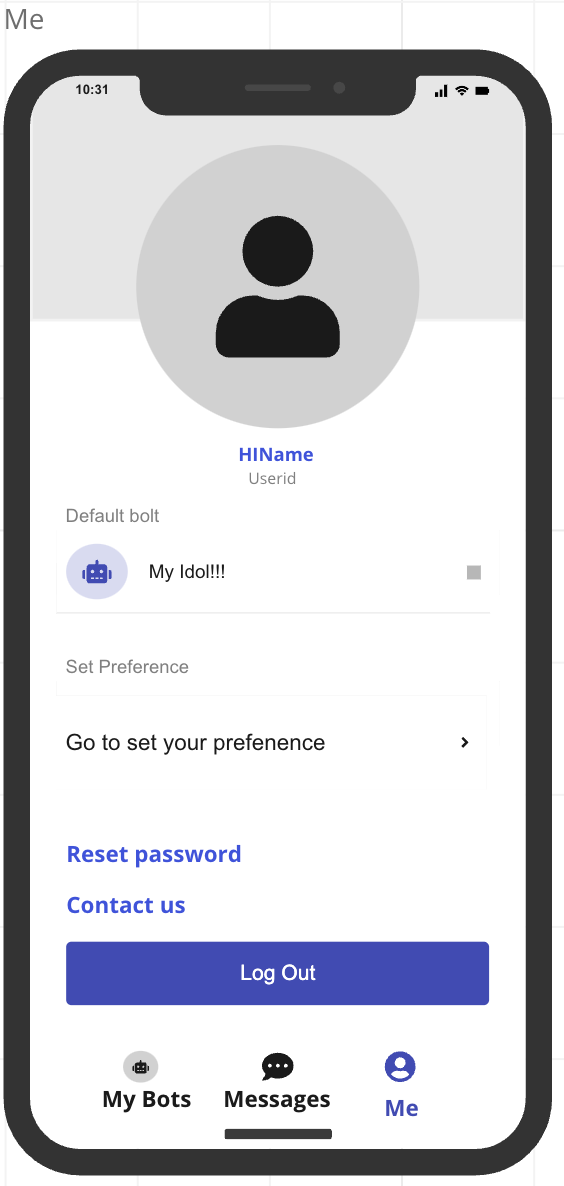 Me
10:31
HIName
Userid
Default bolt
My Idol!!!
Set Preference
Go to set your prefenence
Reset password
Contact us
Log Out
My Bots
Messages
Me